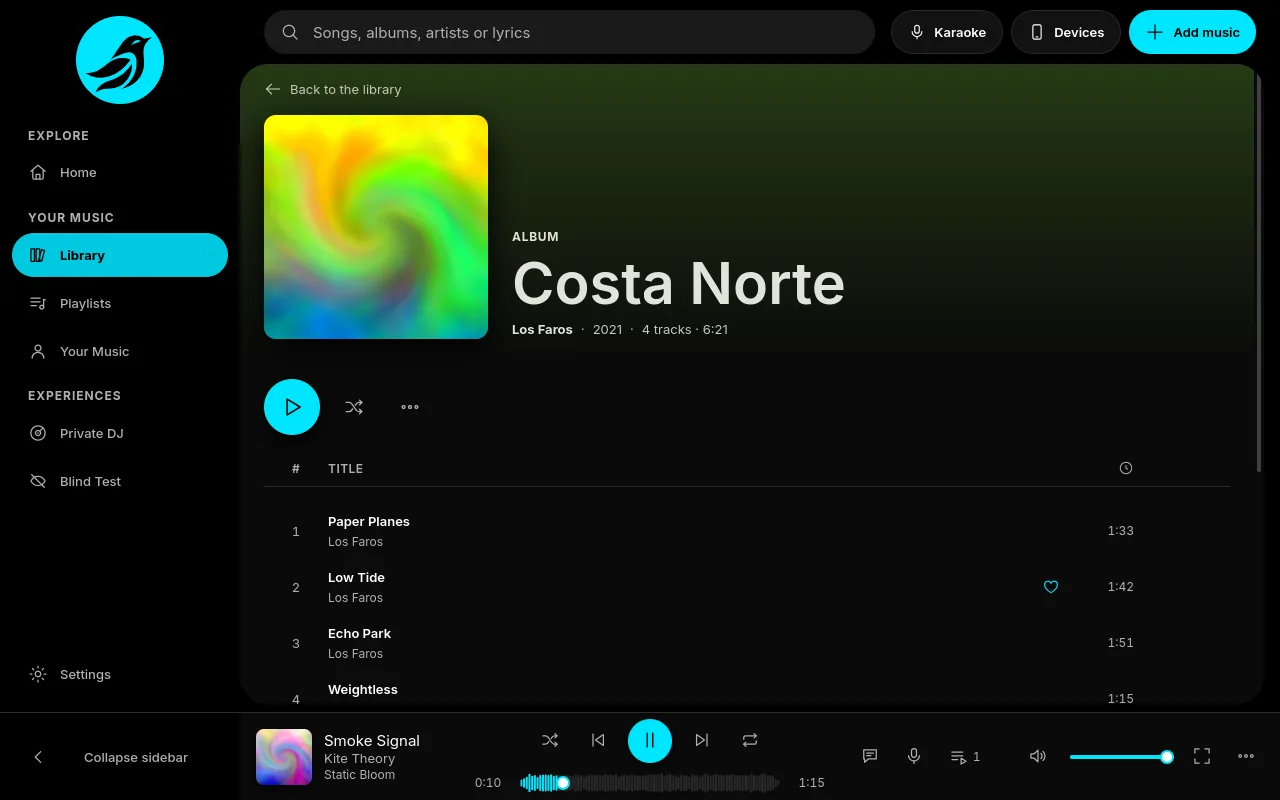 Songs, albums, artists or lyrics
Karaoke
Devices
Add music
EXPLORE
Home
YOUR MUSIC
Library
Playlists
Your Music
EXPERIENCES
Private DJ
Blind Test
Settings
Collapse sidebar
Back to the library
ALBUM
Costa Norte
Los Faros · 2021 · 4 tracks · 6:21
# TITLE
1 Paper Planes 1:33
Los Faros
2 Low Tide 1:42
Los Faros
3 Echo Park 1:51
Los Faros
4 Weightless 1:15
Smoke Signal
Kite Theory
Static Bloom
0:10 1:15
1